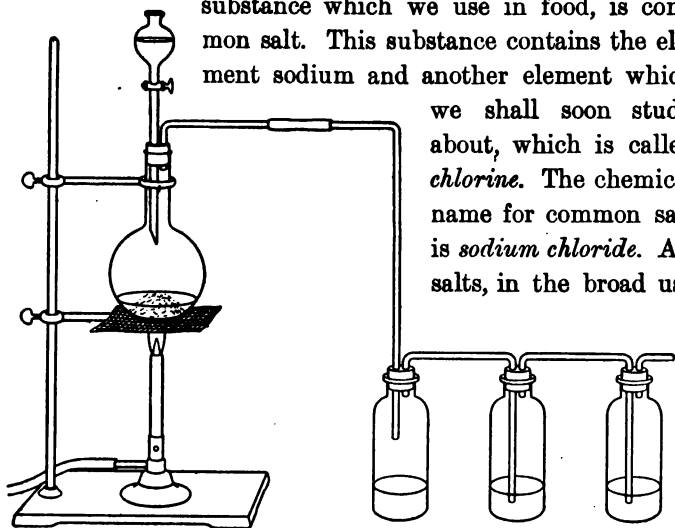 substance which we use in food, is com
mon salt. This substance contains the el
ment sodium and another element whic
we shall soon stud
about, which is calle
chlorine. The chemic
name for common sa
is sodium chloride. A
salts, in the broad us